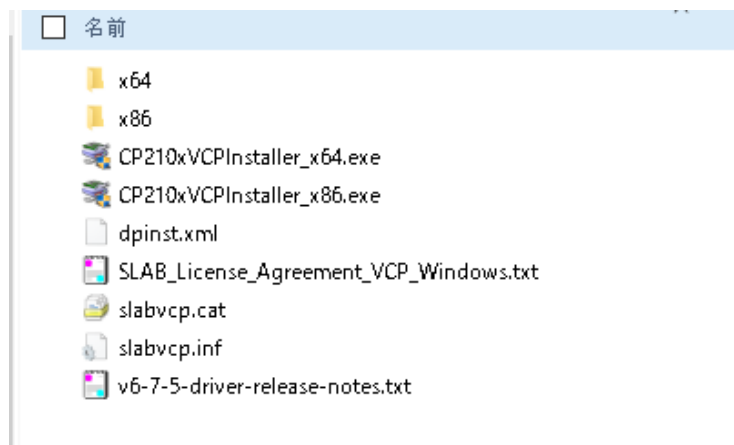 名前
x64
x86
CP210xVCPInstaller_x64.exe
CP210xVCPInstaller_x86.exe
dpinst.xml
SLAB_License_Agreement_VCP_Windows.txt
slabvcp.cat
slabvcp.inf
v6-7-5-driver-release-notes.txt